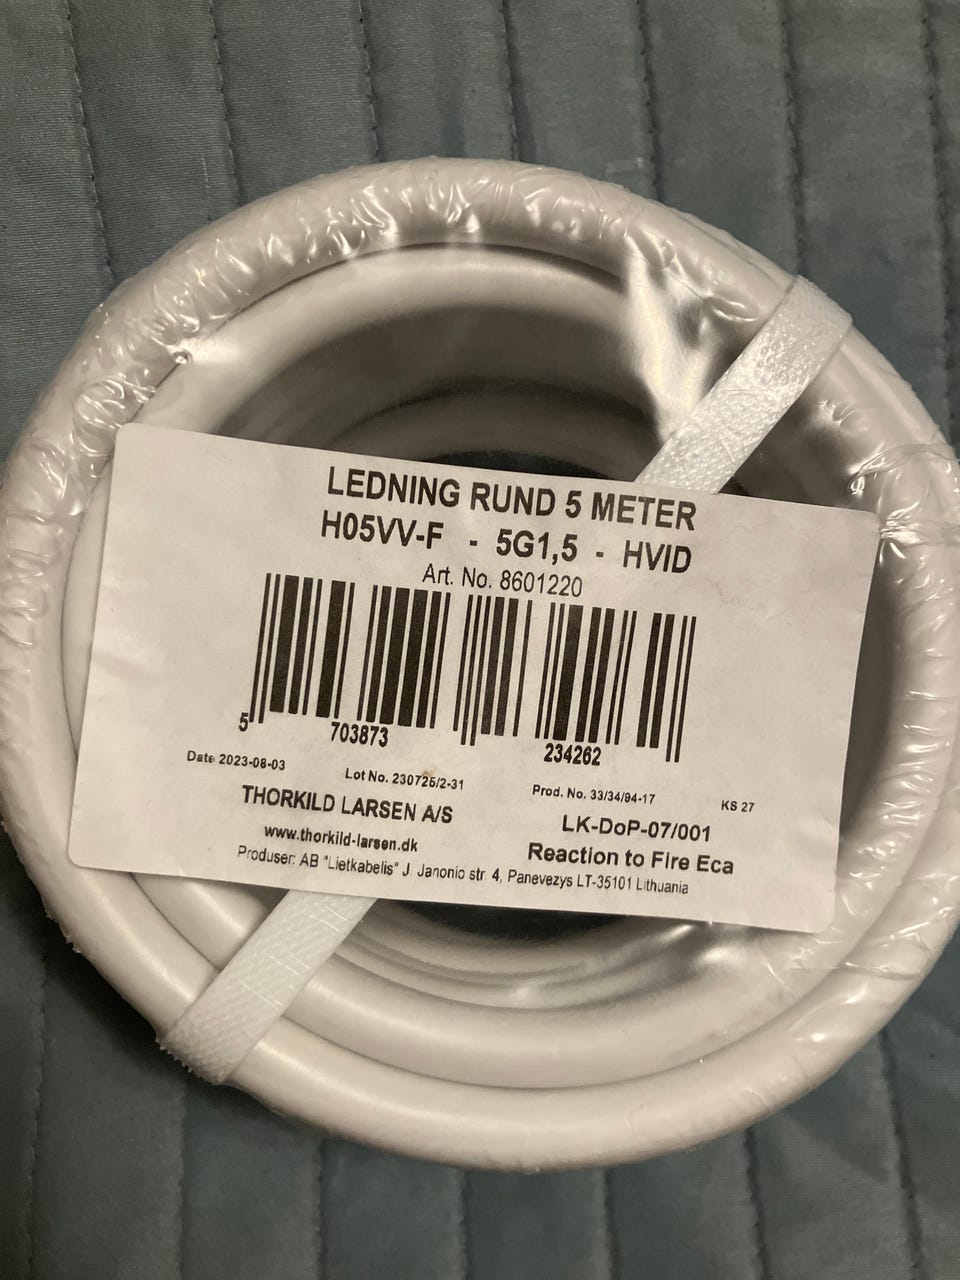 LEDNING RUND 5 METER
H05VV-F - 5G1,5 - HVID
Art. No. 8601220
5 703873 234262
Date 2023-08-03 Lot No. 230725/2-31 Prod. No. 33/34/94-17 KS 27
THORKILD LARSEN A/S LK-DoP-07/001
www.thorkild-larsen.dk Reaction to Fire Eca
Produser: AB "Lietkabelis" J. Janonio str. 4, Panevezys LT-35101 Lithuania